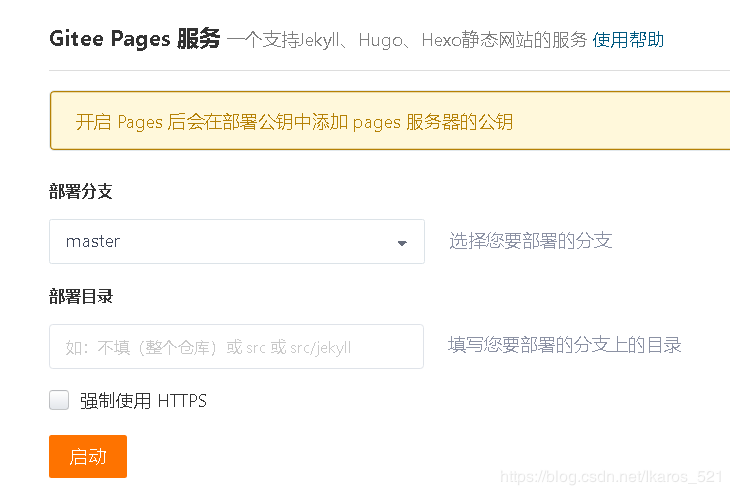 Gitee Pages 服务 一个支持Jekyll、Hugo、Hexo静态网站的服务 使用帮助
开启 Pages 后会在部署公钥中添加 pages 服务器的公钥
部署分支
master 选择您要部署的分支
部署目录
如：不填（整个仓库）或 src 或 src/jekyll 填写您要部署的分支上的目录
强制使用 HTTPS
启动
https://blog.csdn.net/Ikaros_521